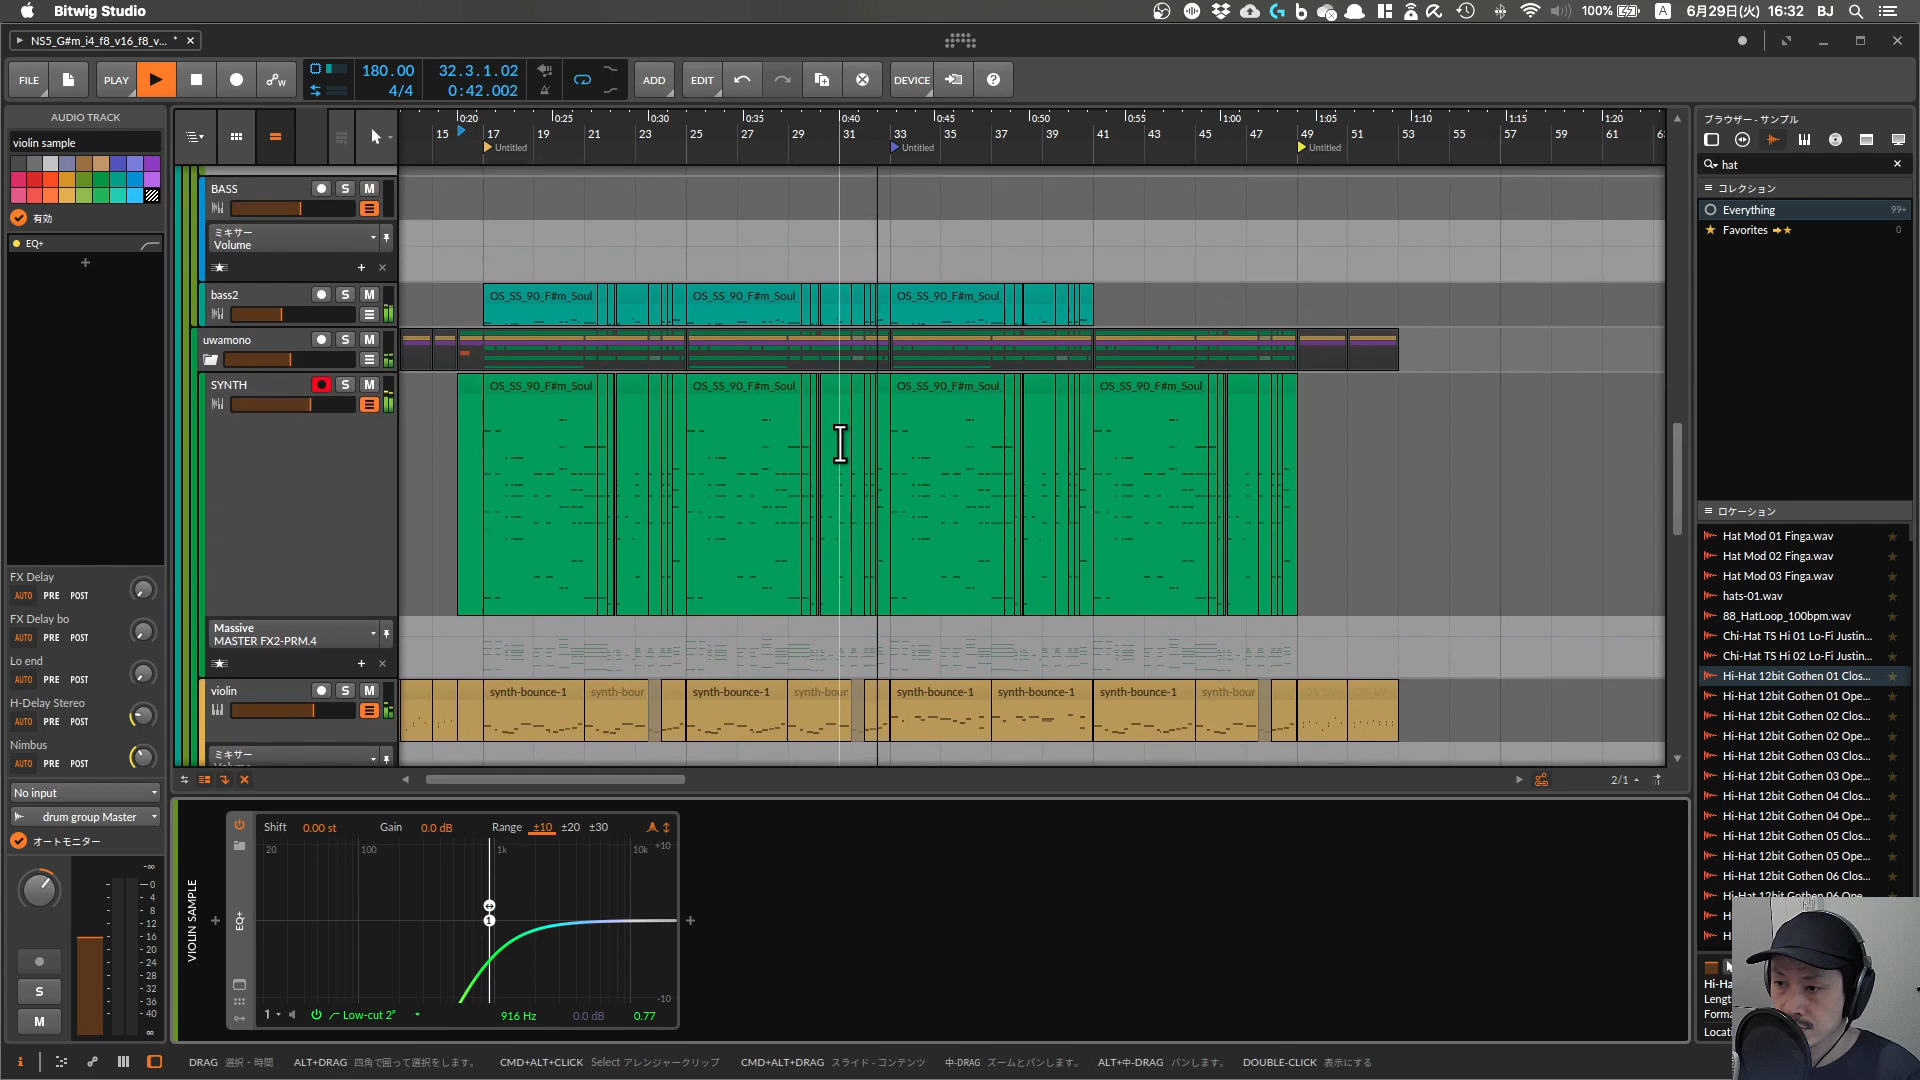 Bitwig Studio
100%
A
6月29日(火) 16:32
BJ
NS5_G#m_i4_f8_v16_f8_v... *
FILE
PLAY
180.00
4/4
32.3.1.02
0:42.002
ADD
EDIT
DEVICE
?
AUDIO TRACK
violin sample
有効
EQ+
FX Delay
AUTO PRE POST
FX Delay bo
AUTO PRE POST
Lo end
AUTO PRE POST
H-Delay Stereo
AUTO PRE POST
Nimbus
AUTO PRE POST
No input
drum group Master
オートモニター
-∞
0
4
8
12
16
20
24
28
32
36
40
∞
S
M
0:20 0:25 0:30 0:35 0:40 0:45 0:50 0:55 1:00 1:05 1:10 1:15 1:20
15 17 19 21 23 25 27 29 31 33 35 37 39 41 43 45 47 49 51 53 55 57 59 61
Untitled Untitled Untitled
BASS S M
ミキサー
Volume
bass2 S M
OS_SS_90_F#m_Soul OS_SS_90_F#m_Soul OS_SS_90_F#m_Soul
uwamono S M
SYNTH S M
OS_SS_90_F#m_Soul OS_SS_90_F#m_Soul OS_SS_90_F#m_Soul OS_SS_90_F#m_Soul
Massive
MASTER FX2-PRM.4
violin S M
synth-bounce-1 synth-bour synth-bounce-1 synth-bour synth-bounce-1 synth-bounce-1 synth-bounce-1 synth-bour
ミキサー
2/1
VIOLIN SAMPLE
EQ+
Shift 0.00 st Gain 0.0 dB Range ±10 ±20 ±30
20 100 1k 10k +10
1
-10
1 Low-cut 2ᴾ 916 Hz 0.0 dB 0.77
ブラウザー - サンプル
hat
コレクション
Everything 99+
Favorites 0
ロケーション
Hat Mod 01 Finga.wav
Hat Mod 02 Finga.wav
Hat Mod 03 Finga.wav
hats-01.wav
88_HatLoop_100bpm.wav
Chi-Hat TS Hi 01 Lo-Fi Justin...
Chi-Hat TS Hi 02 Lo-Fi Justin...
Hi-Hat 12bit Gothen 01 Clos...
Hi-Hat 12bit Gothen 01 Ope...
Hi-Hat 12bit Gothen 02 Clos...
Hi-Hat 12bit Gothen 02 Ope...
Hi-Hat 12bit Gothen 03 Clos...
Hi-Hat 12bit Gothen 03 Ope...
Hi-Hat 12bit Gothen 04 Clos...
Hi-Hat 12bit Gothen 04 Ope...
Hi-Hat 12bit Gothen 05 Clos...
Hi-Hat 12bit Gothen 05 Ope...
Hi-Hat 12bit Gothen 06 Clos...
Hi-Hat 12bit Gothen 06 Ope...
H
H
Hi-Ha
Lengt
Forma
Locati
DRAG 選択 - 時間 ALT+DRAG 四角で囲って選択をします。 CMD+ALT+CLICK Select アレンジャークリップ CMD+ALT+DRAG スライド - コンテンツ 中-DRAG ズームとパンします。 ALT+中-DRAG パンします。 DOUBLE-CLICK 表示にする